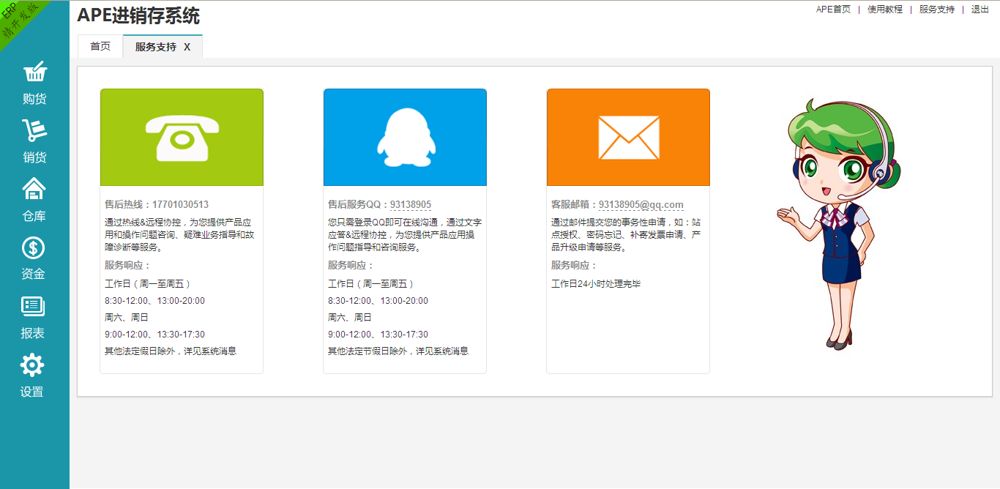 ERP
精开发版
APE进销存系统
APE首页 | 使用教程 | 服务支持 | 退出
首页
服务支持 X
购货
销货
仓库
资金
报表
设置
售后热线：17701030513
通过热线&远程协控，为您提供产品应
用和操作问题咨询、疑难业务指导和故
障诊断等服务。
服务响应：
工作日（周一至周五）
8:30-12:00、13:00-20:00
周六、周日
9:00-12:00、13:30-17:30
其他法定假日除外，详见系统消息
售后服务QQ：93138905
您只需登录QQ即可在线沟通，通过文字
应答&远程协控，为您提供产品应用操
作问题指导和咨询服务。
服务响应：
工作日（周一至周五）
8:30-12:00、13:00-20:00
周六、周日
9:00-12:00、13:30-17:30
其他法定节假日除外，详见系统消息
客服邮箱：93138905@qq.com
通过邮件提交您的事务性申请，如：站
点授权、密码忘记、补寄发票申请、产
品升级申请等服务。
服务响应：
工作日24小时处理完毕